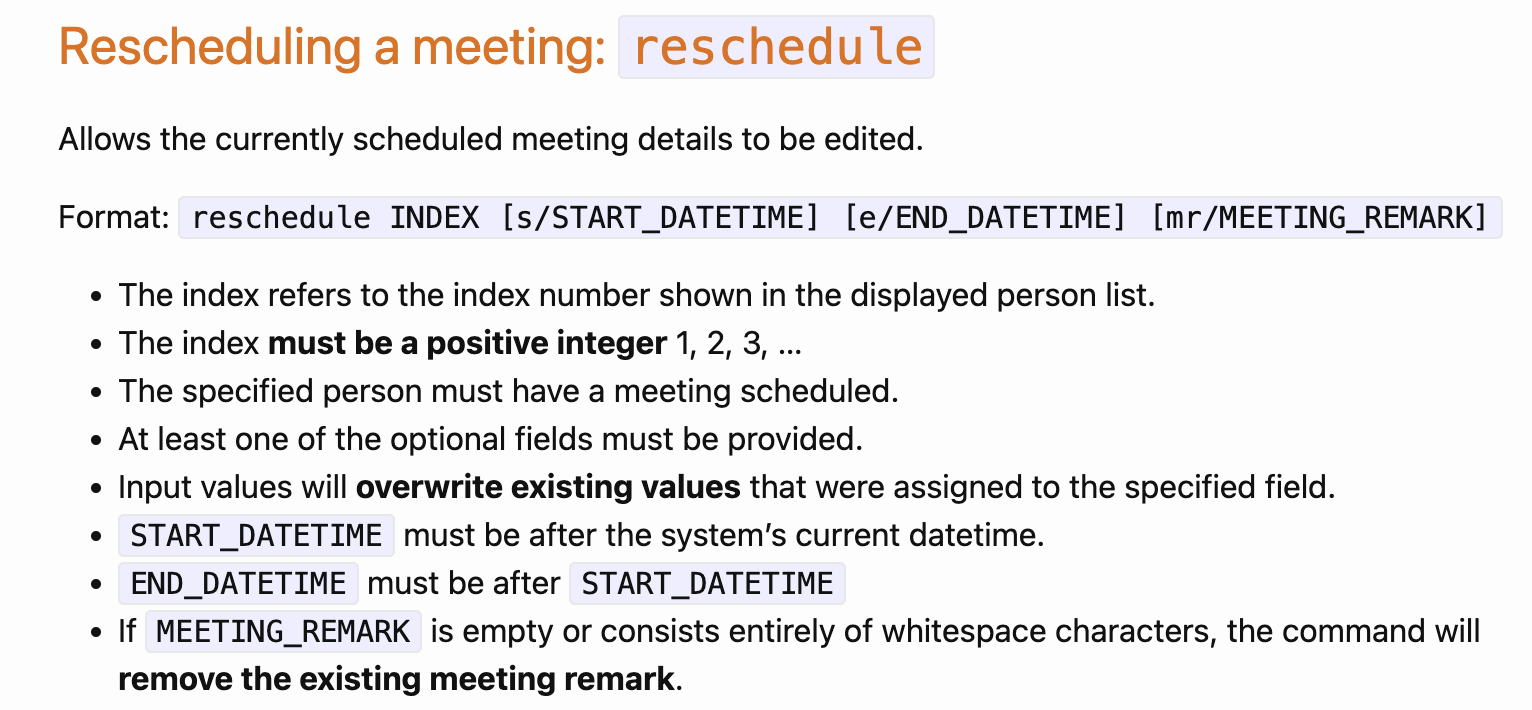 Rescheduling a meeting: reschedule
Allows the currently scheduled meeting details to be edited.
Format: reschedule INDEX [s/START_DATETIME] [e/END_DATETIME] [mr/MEETING_REMARK]
• The index refers to the index number shown in the displayed person list.
• The index must be a positive integer 1, 2, 3, …
• The specified person must have a meeting scheduled.
• At least one of the optional fields must be provided.
• Input values will overwrite existing values that were assigned to the specified field.
• START_DATETIME must be after the system’s current datetime.
• END_DATETIME must be after START_DATETIME
• If MEETING_REMARK is empty or consists entirely of whitespace characters, the command will
remove the existing meeting remark.